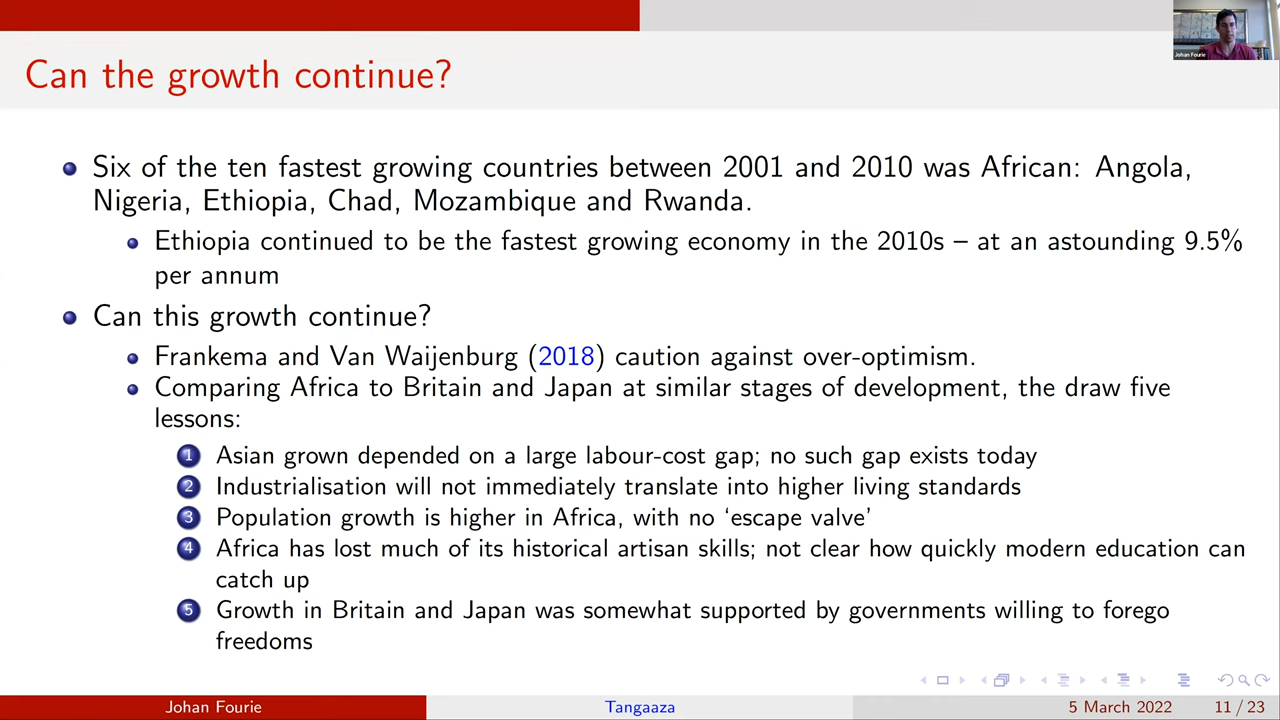 Johan Fourie
Can the growth continue?
Six of the ten fastest growing countries between 2001 and 2010 was African: Angola,
Nigeria, Ethiopia, Chad, Mozambique and Rwanda.
Ethiopia continued to be the fastest growing economy in the 2010s – at an astounding 9.5%
per annum
Can this growth continue?
Frankema and Van Waijenburg (2018) caution against over-optimism.
Comparing Africa to Britain and Japan at similar stages of development, the draw five
lessons:
1 Asian grown depended on a large labour-cost gap; no such gap exists today
2 Industrialisation will not immediately translate into higher living standards
3 Population growth is higher in Africa, with no ‘escape valve’
4 Africa has lost much of its historical artisan skills; not clear how quickly modern education can
catch up
5 Growth in Britain and Japan was somewhat supported by governments willing to forego
freedoms
Johan Fourie Tangaaza 5 March 2022 11 / 23